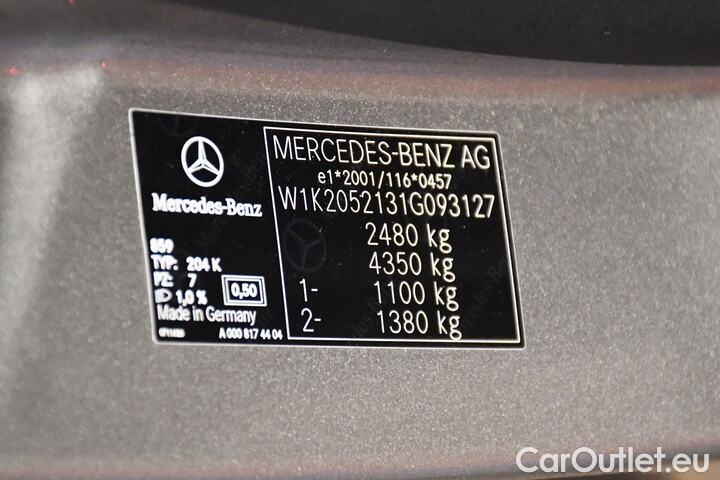 Mercedes-Benz
859
TYP: 204 K
PZ: 7
1,0 %
0,50
Made in Germany
A 000 817 44 04
MERCEDES-BENZ AG
e1*2001/116*0457
W1K2052131G093127
2480 kg
4350 kg
1- 1100 kg
2- 1380 kg
CarOutlet.eu